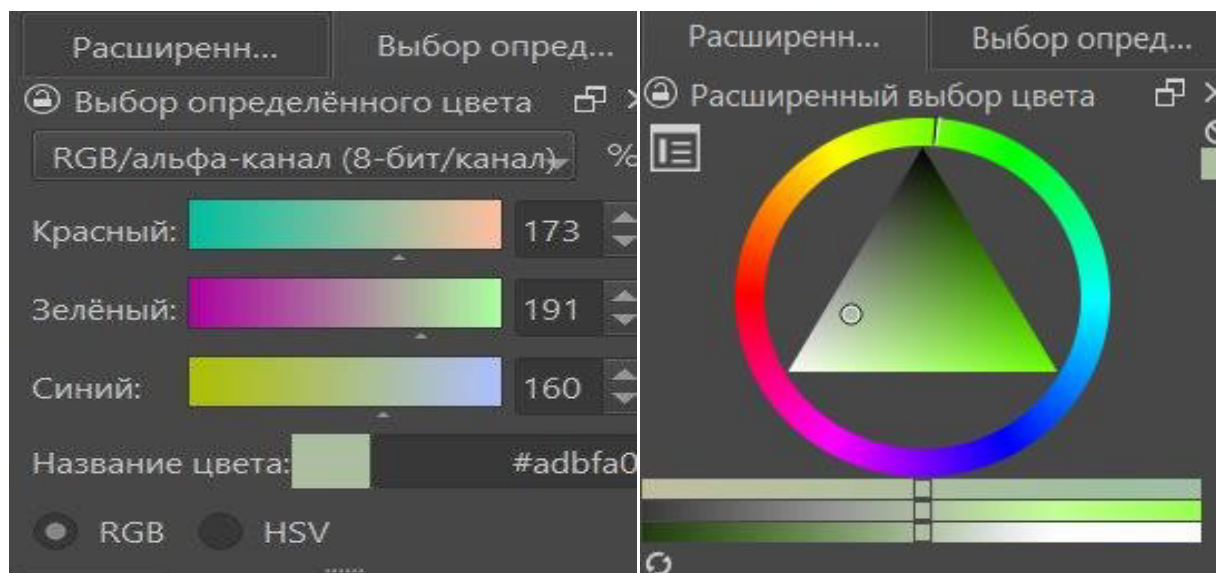 Расширенн...
Выбор опред...
Выбор определённого цвета
RGB/альфа-канал (8-бит/канал)
%
Красный:
173
Зелёный:
191
Синий:
160
Название цвета:
#adbfa0
RGB
HSV
Расширенн...
Выбор опред...
Расширенный выбор цвета